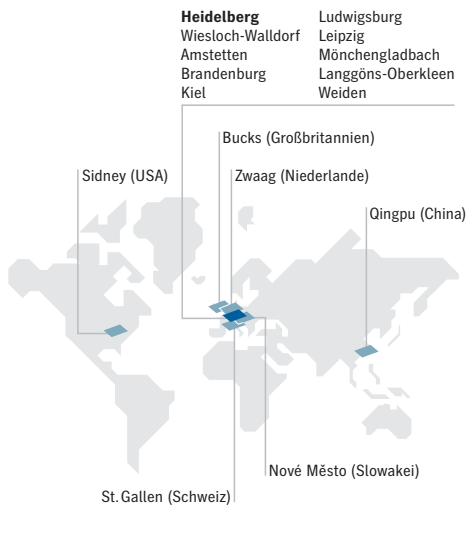 Heidelberg
Wiesloch-Walldorf
Amstetten
Brandenburg
Kiel
Ludwigsburg
Leipzig
Mönchengladbach
Langgöns-Oberkleen
Weiden
Bucks (Großbritannien)
Sidney (USA)
Zwaag (Niederlande)
Qingpu (China)
Nové Město (Slowakei)
St. Gallen (Schweiz)